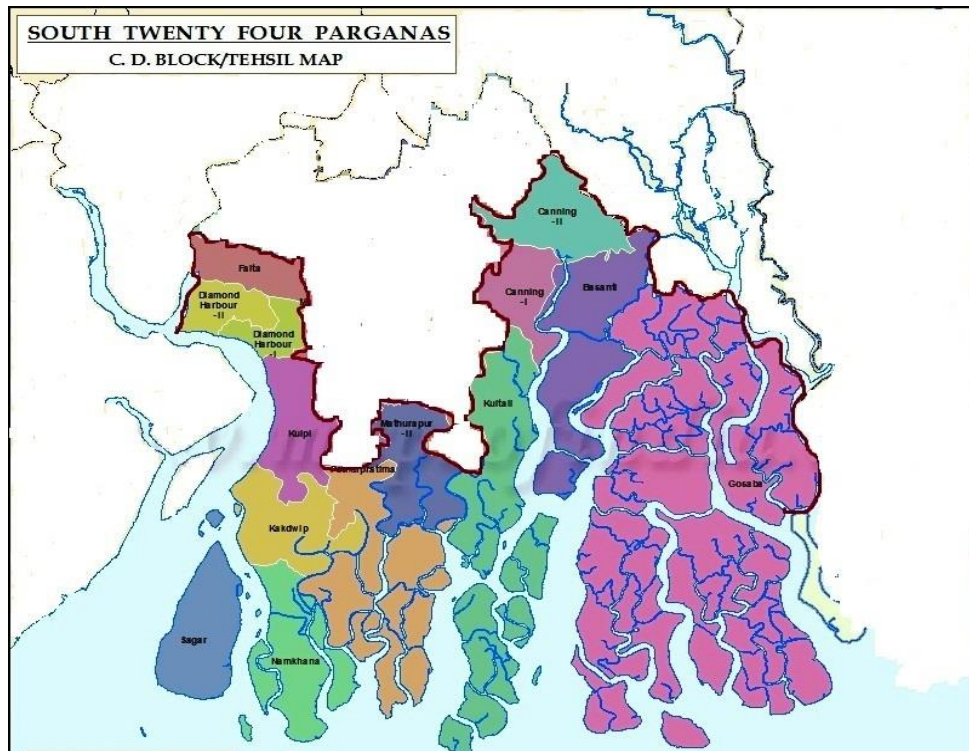 SOUTH TWENTY FOUR PARGANAS
C. D. BLOCK/TEHSIL MAP
Canning
-II
Falta
Basanti
Diamond
Harbour
-II
Canning
-I
Diamond
Harbour
-I
Kultali
Kulpi
Mathurapur
-II
Gosaba
Kakdwip
Sagar
Namkhana